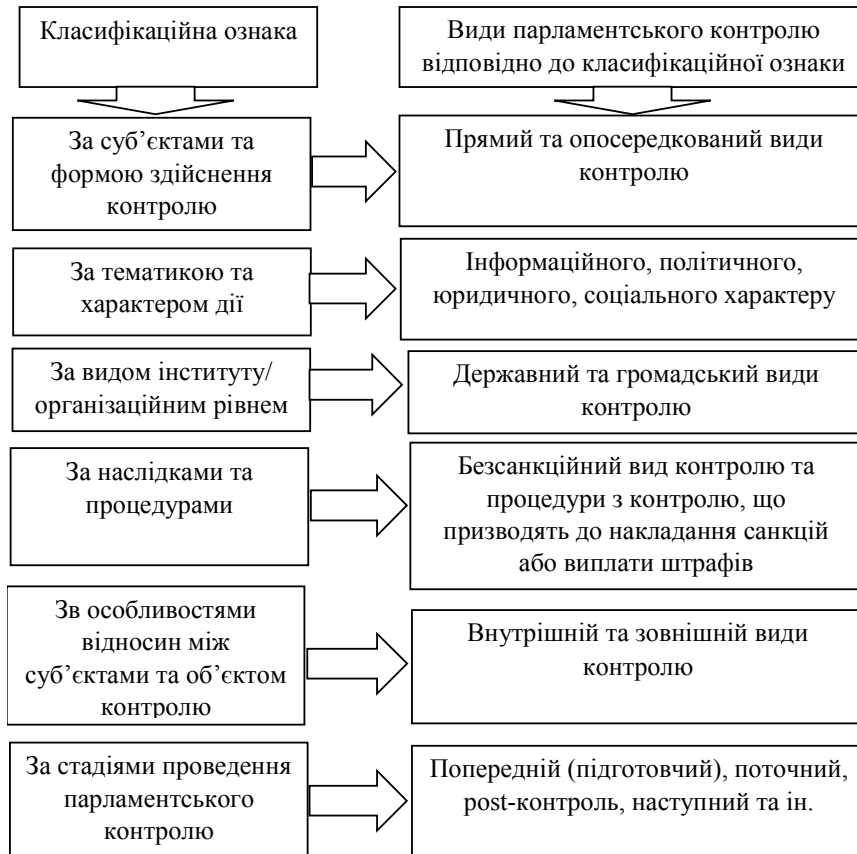 Класифікаційна ознака
Види парламентського контролю
відповідно до класифікаційної ознаки
За суб’єктами та
формою здійснення
контролю
Прямий та опосередкований види
контролю
За тематикою та
характером дії
Інформаційного, політичного,
юридичного, соціального характеру
За видом інституту/
організаційним рівнем
Державний та громадський види
контролю
За наслідками та
процедурами
Безсанкційний вид контролю та
процедури з контролю, що
призводять до накладання санкцій
або виплати штрафів
Зв особливостями
відносин між
суб’єктами та об’єктом
контролю
Внутрішній та зовнішній види
контролю
За стадіями проведення
парламентського
контролю
Попередній (підготовчий), поточний,
post-контроль, наступний та ін.